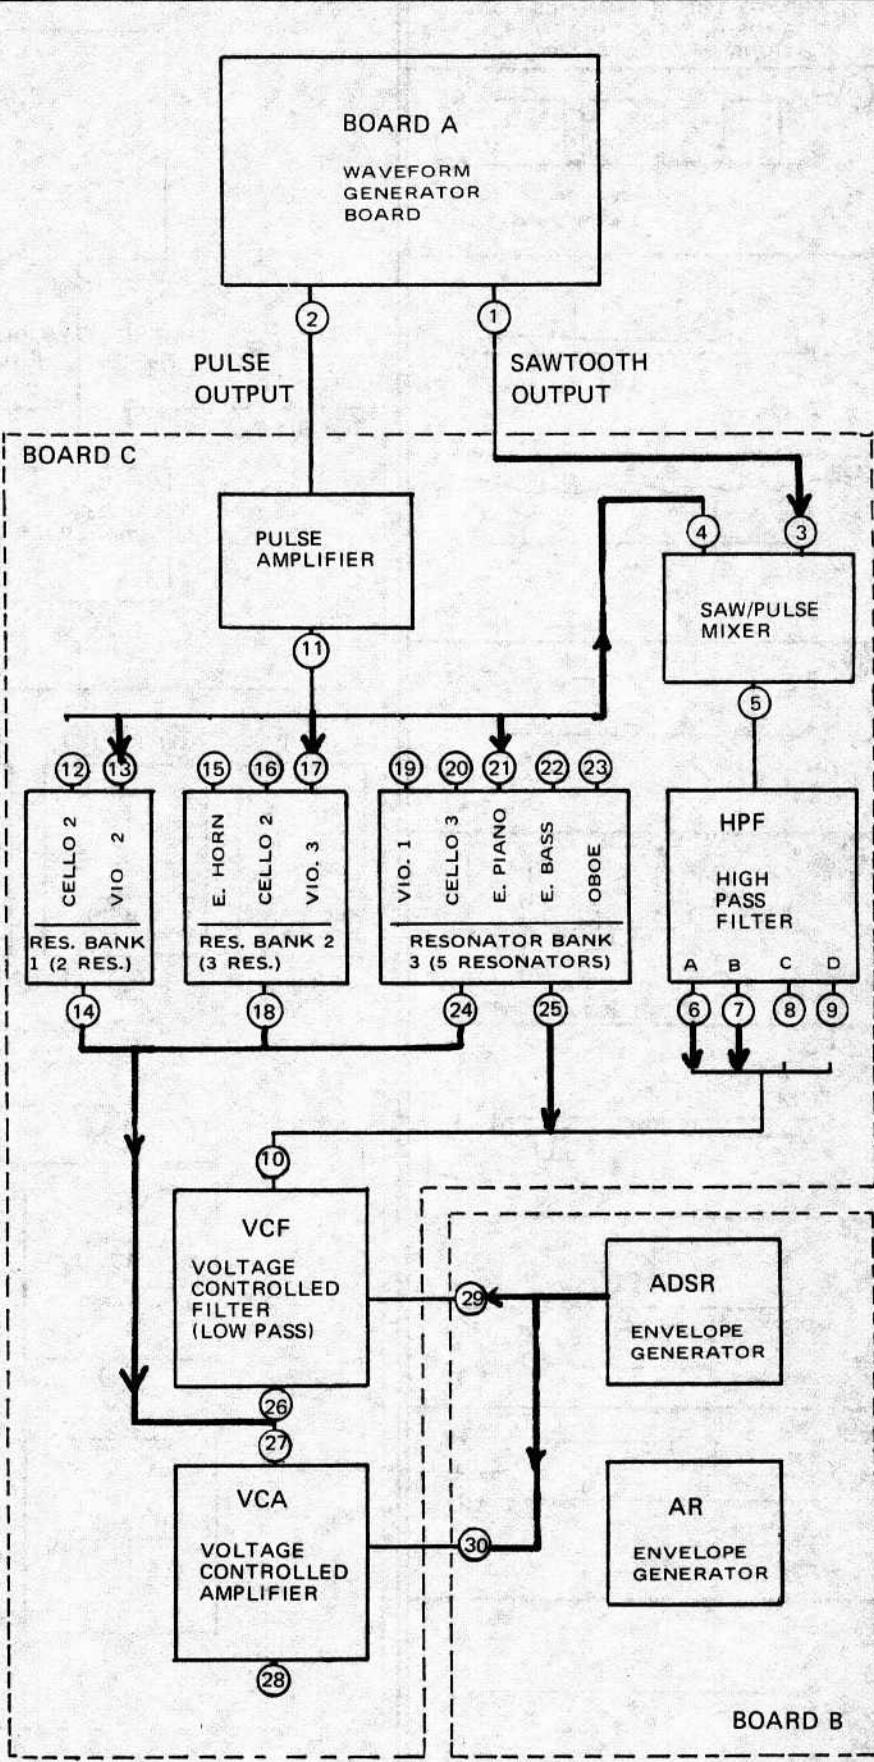 BOARD A
WAVEFORM
GENERATOR
BOARD
2
1
PULSE
OUTPUT
SAWTOOTH
OUTPUT
BOARD C
PULSE
AMPLIFIER
4
3
SAW/PULSE
MIXER
11
5
12
13
15
16
17
19
20
21
22
23
CELLO 2
VIO 2
E. HORN
CELLO 2
VIO. 3
VIO. 1
CELLO 3
E. PIANO
E. BASS
OBOE
RES. BANK
1 (2 RES.)
RES. BANK 2
(3 RES.)
RESONATOR BANK
3 (5 RESONATORS)
HPF
HIGH
PASS
FILTER
A B C D
14
18
24
25
6
7
8
9
10
VCF
VOLTAGE
CONTROLLED
FILTER
(LOW PASS)
29
ADSR
ENVELOPE
GENERATOR
26
27
VCA
VOLTAGE
CONTROLLED
AMPLIFIER
30
AR
ENVELOPE
GENERATOR
28
BOARD B